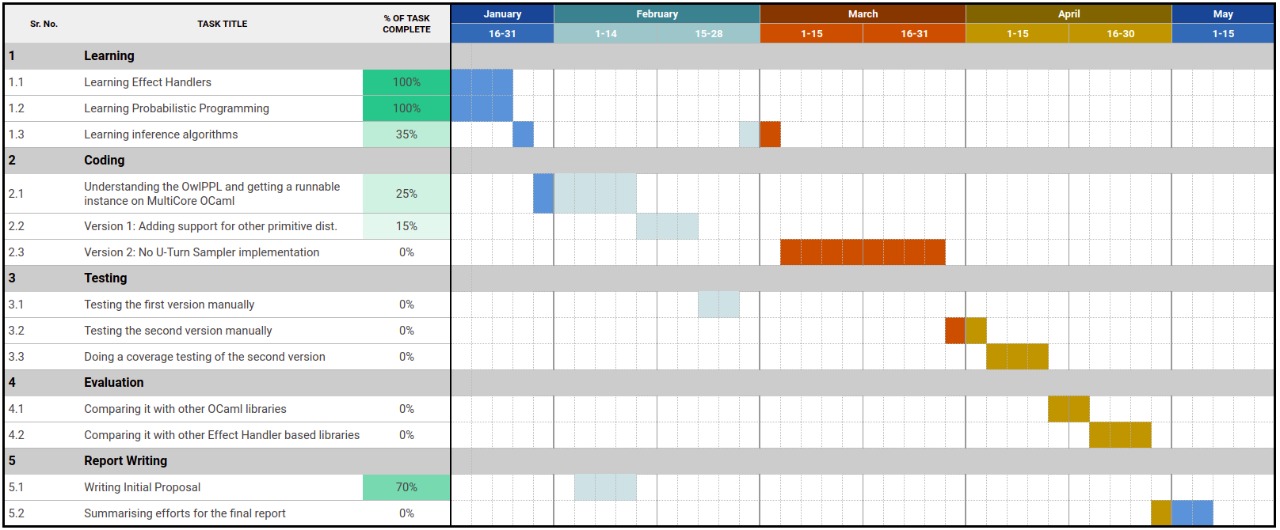 Sr. No. TASK TITLE % OF TASK COMPLETE January February March April May
16-31 1-14 15-28 1-15 16-31 1-15 16-30 1-15
1 Learning
1.1 Learning Effect Handlers 100%
1.2 Learning Probabilistic Programming 100%
1.3 Learning inference algorithms 35%
2 Coding
2.1 Understanding the OwlPPL and getting a runnable
instance on MultiCore OCaml 25%
2.2 Version 1: Adding support for other primitive dist. 15%
2.3 Version 2: No U-Turn Sampler implementation 0%
3 Testing
3.1 Testing the first version manually 0%
3.2 Testing the second version manually 0%
3.3 Doing a coverage testing of the second version 0%
4 Evaluation
4.1 Comparing it with other OCaml libraries 0%
4.2 Comparing it with other Effect Handler based libraries 0%
5 Report Writing
5.1 Writing Initial Proposal 70%
5.2 Summarising efforts for the final report 0%